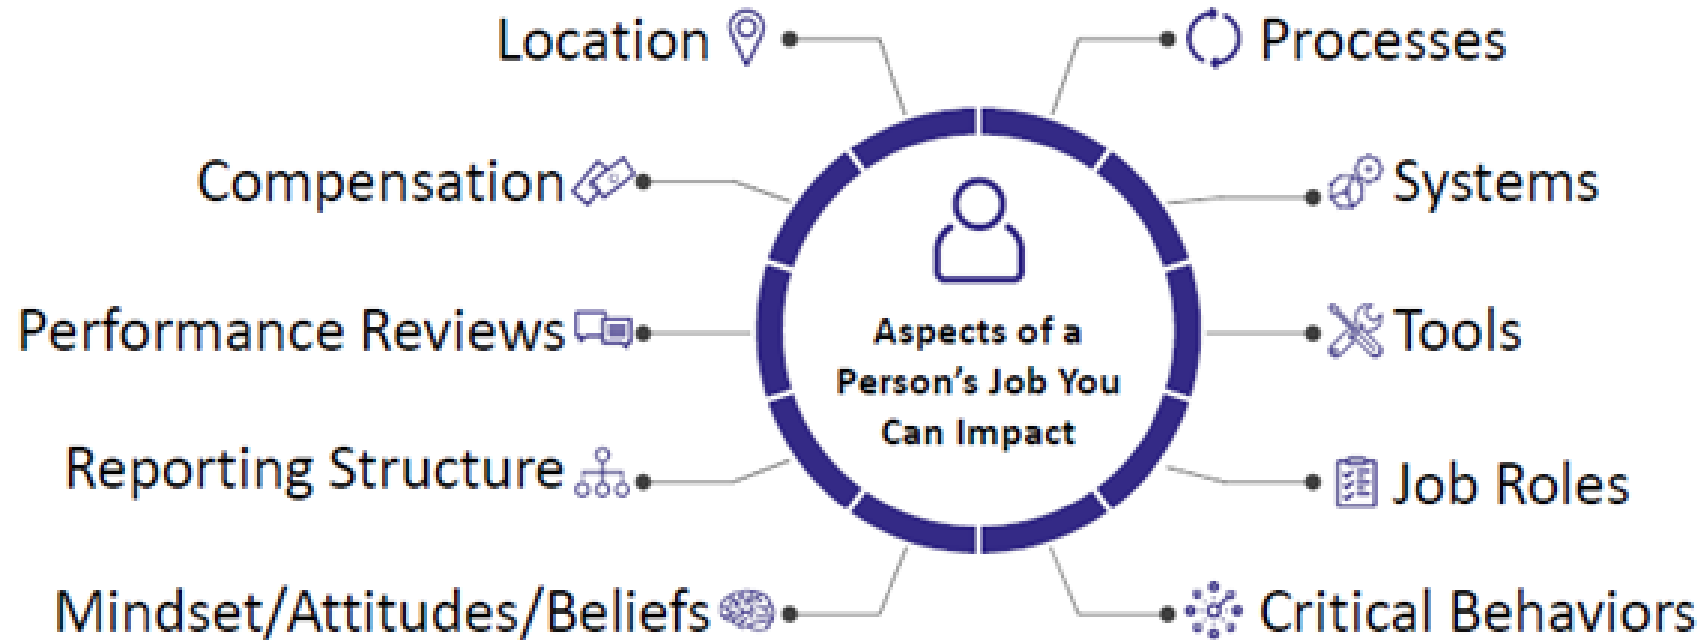 Location
Processes
Compensation
Systems
Performance Reviews
Tools
Reporting Structure
Job Roles
Mindset/Attitudes/Beliefs
Critical Behaviors
Aspects of a
Person's Job You
Can Impact